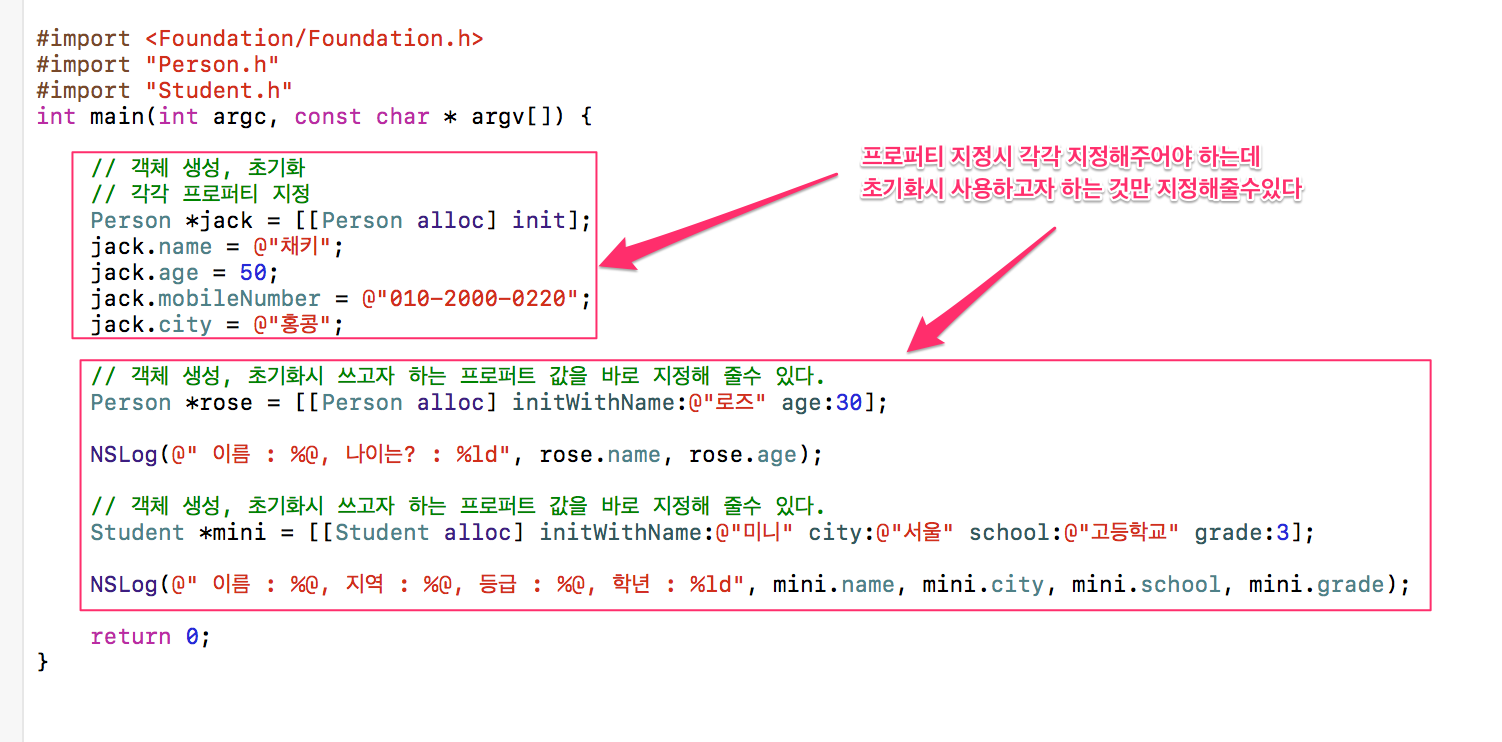 #import <Foundation/Foundation.h>
#import "Person.h"
#import "Student.h"
int main(int argc, const char * argv[]) {
// 객체 생성, 초기화
// 각각 프로퍼티 지정
Person *jack = [[Person alloc] init];
jack.name = @"채키";
jack.age = 50;
jack.mobileNumber = @"010-2000-0220";
jack.city = @"홍콩";
프로퍼티 지정시 각각 지정해주어야 하는데
초기화시 사용하고자 하는 것만 지정해줄수있다
// 객체 생성, 초기화시 쓰고자 하는 프로퍼트 값을 바로 지정해 줄수 있다.
Person *rose = [[Person alloc] initWithName:@"로즈" age:30];
NSLog(@" 이름 : %@, 나이는? : %ld", rose.name, rose.age);
// 객체 생성, 초기화시 쓰고자 하는 프로퍼트 값을 바로 지정해 줄수 있다.
Student *mini = [[Student alloc] initWithName:@"미니" city:@"서울" school:@"고등학교" grade:3];
NSLog(@" 이름 : %@, 지역 : %@, 등급 : %@, 학년 : %ld", mini.name, mini.city, mini.school, mini.grade);
return 0;
}